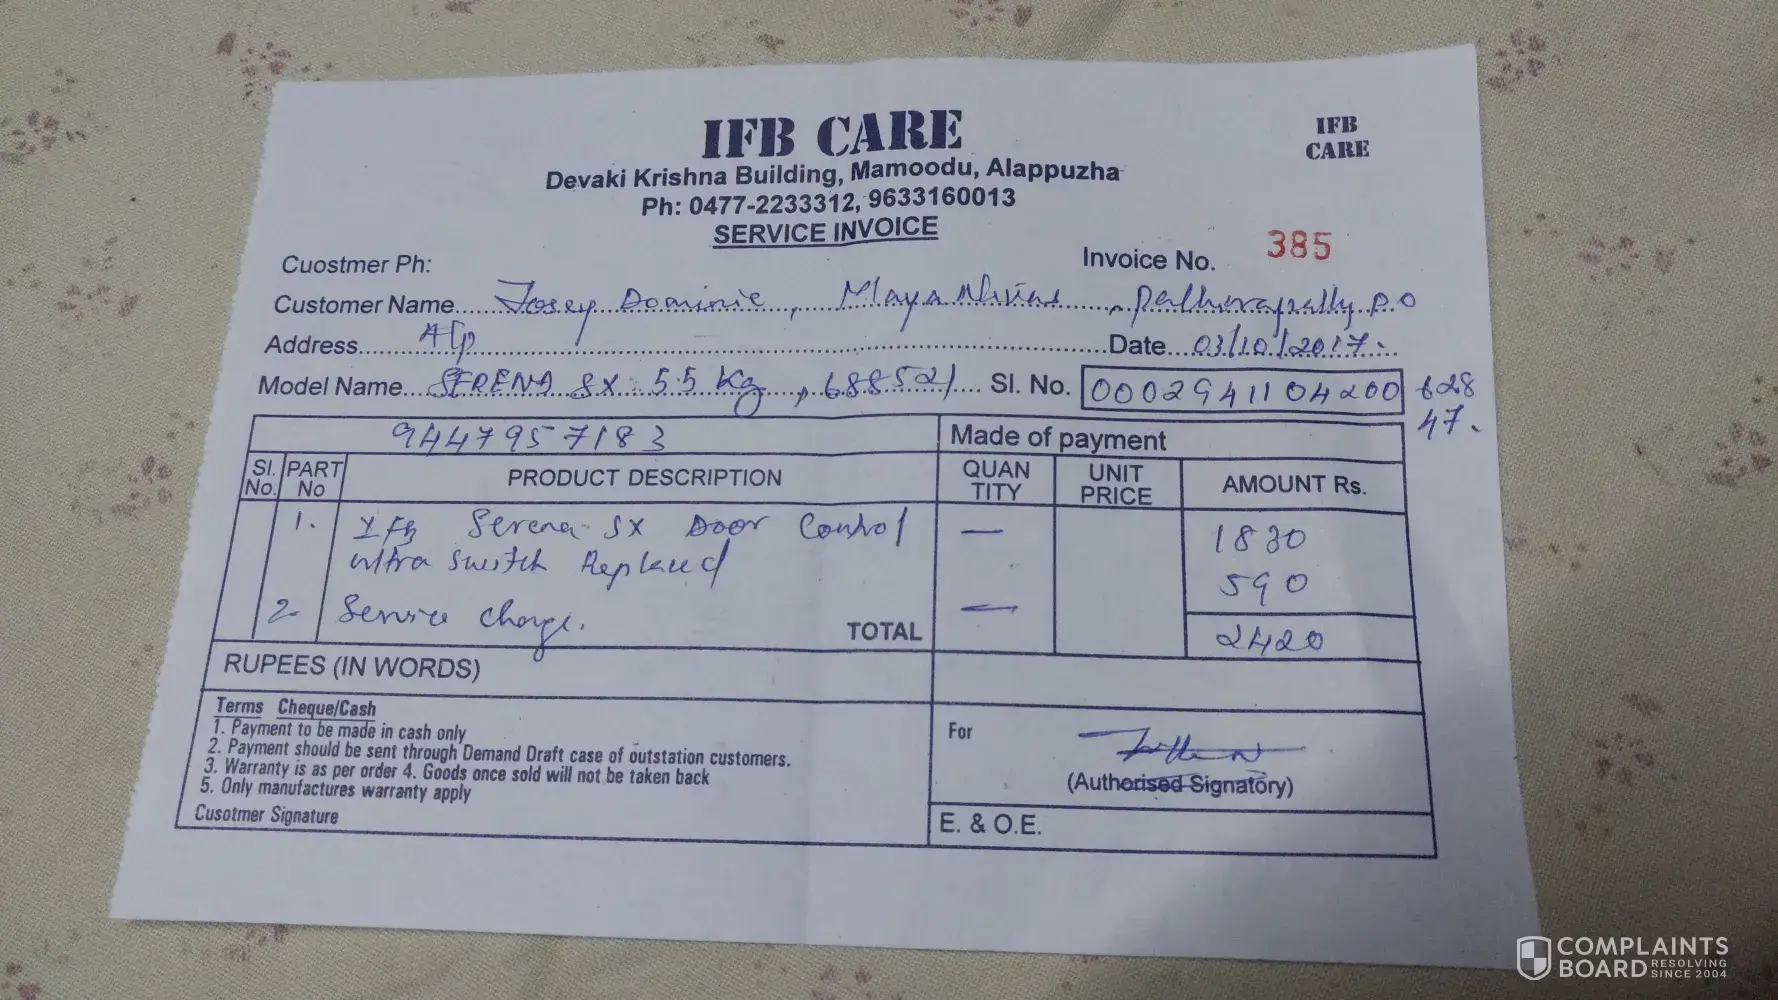 IFB CARE
IFB
CARE
Devaki Krishna Building, Mamoodu, Alappuzha
Ph: 0477-2233312, 9633160013
SERVICE INVOICE
Cuostmer Ph:
Invoice No. 385
Customer Name Josey Dominic, Maya Nivas, Pathirappally P.O
Address Alp Date 03/10/2017.
Model Name SERENA SX 5.5 Kg, 688521 Sl. No. 0002941104200 628
47.
9447957183 Made of payment
Sl. No. PART No PRODUCT DESCRIPTION QUANTITY UNIT PRICE AMOUNT Rs.
1. IFB Serena SX Door Control — 1830
ultra switch Replaced 590
2- Service charge. —
TOTAL 2420
RUPEES (IN WORDS)
Terms Cheque/Cash
1. Payment to be made in cash only
2. Payment should be sent through Demand Draft case of outstation customers.
3. Warranty is as per order 4. Goods once sold will not be taken back
5. Only manufactures warranty apply
Cusotmer Signature
For
(Authorised Signatory)
E. & O.E.
COMPLAINTS
BOARD RESOLVING SINCE 2004